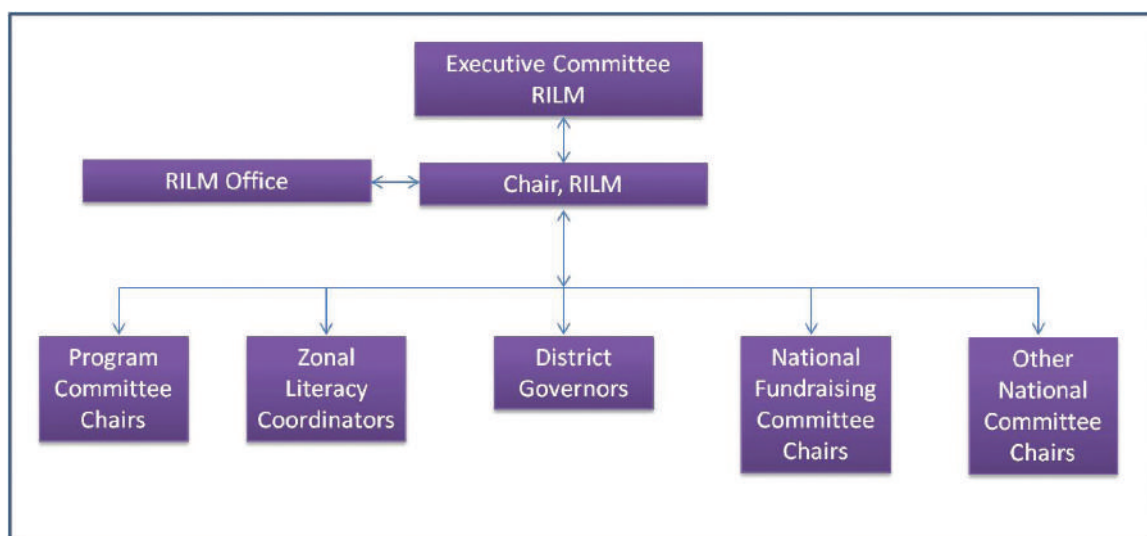 Executive Committee
RILM
RILM Office
Chair, RILM
Program
Committee
Chairs
Zonal
Literacy
Coordinators
District
Governors
National
Fundraising
Committee
Chairs
Other
National
Committee
Chairs